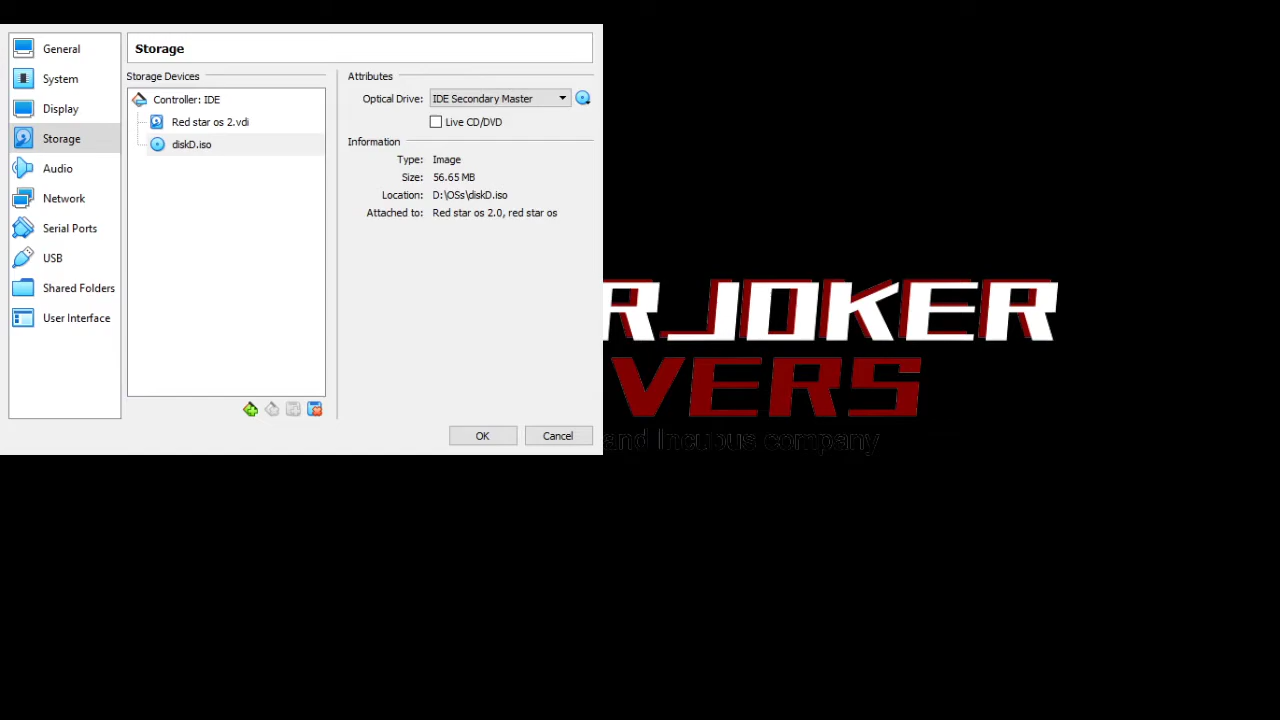 General
System
Display
Storage
Audio
Network
Serial Ports
USB
Shared Folders
User Interface
Storage
Storage Devices
Controller: IDE
Red star os 2.vdi
diskD.iso
Attributes
Optical Drive: IDE Secondary Master
Live CD/DVD
Information
Type: Image
Size: 56.65 MB
Location: D:\OSs\diskD.iso
Attached to: Red star os 2.0, red star os
OK Cancel
RJOKER
VERS
and Incubus company